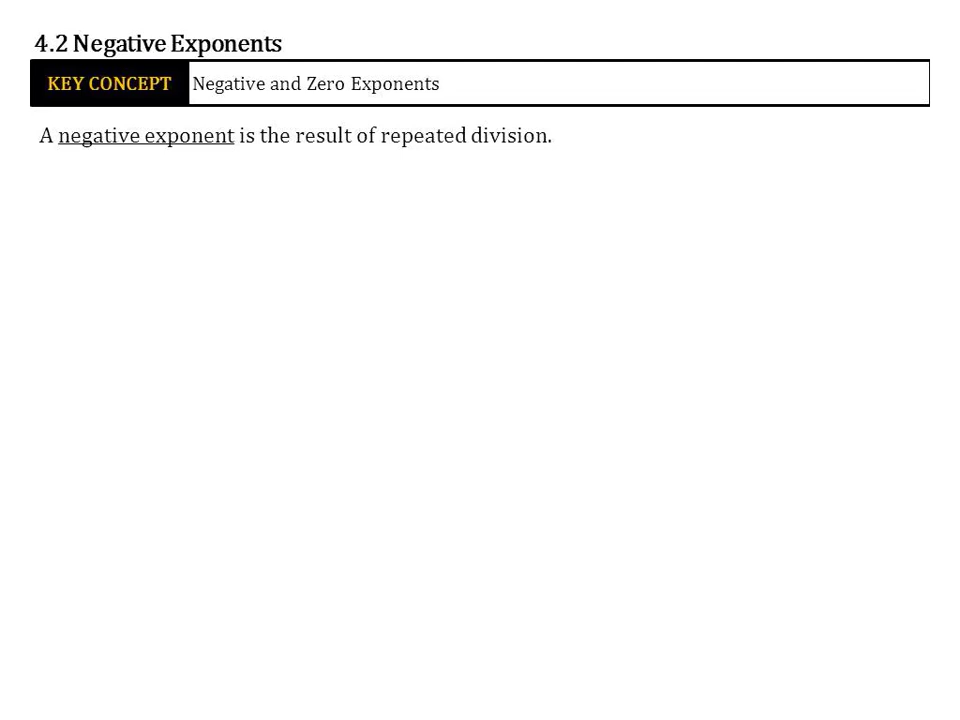 4.2 Negative Exponents
KEY CONCEPT Negative and Zero Exponents
A negative exponent is the result of repeated division.